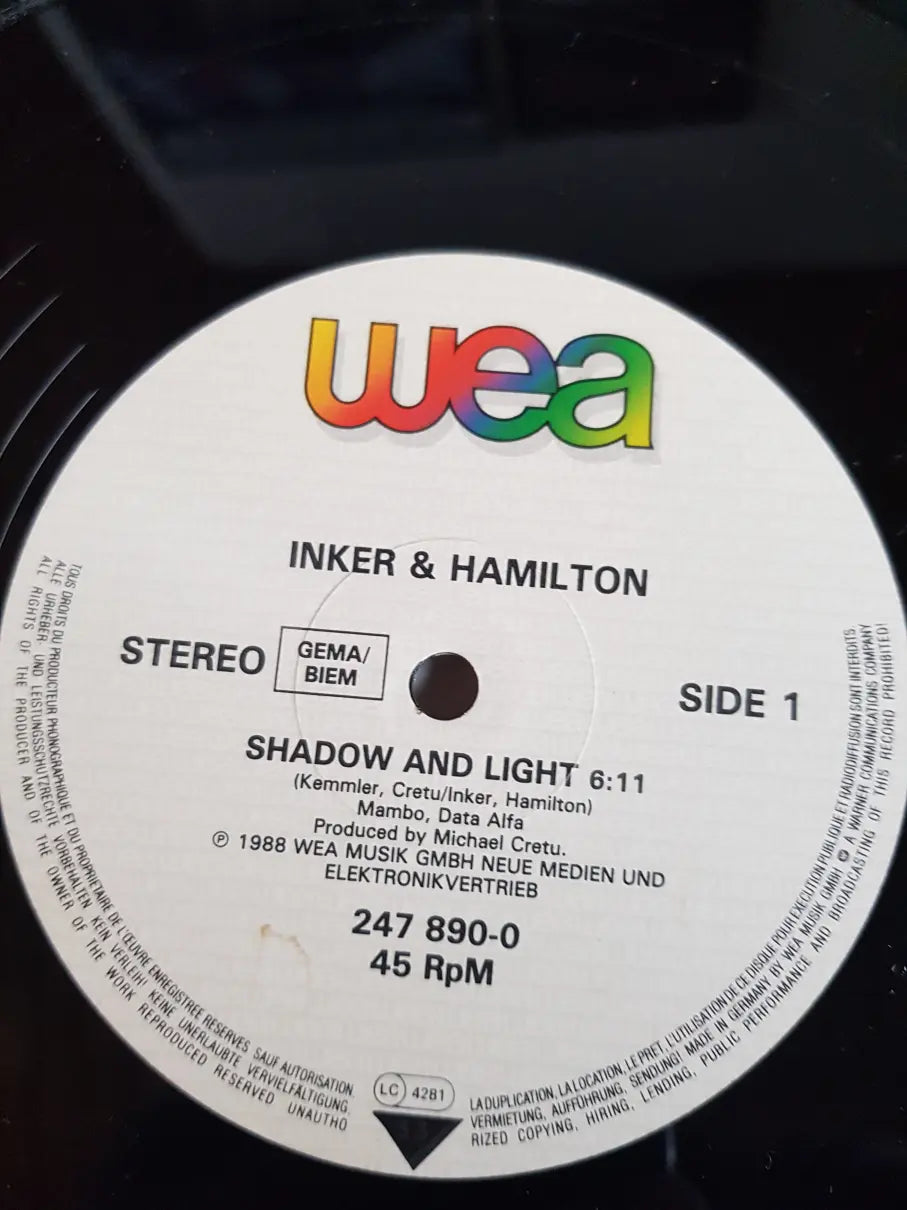 wea
INKER & HAMILTON
STEREO
GEMA/
BIEM
SIDE 1
SHADOW AND LIGHT 6:11
(Kemmler, Cretu/Inker, Hamilton)
Mambo, Data Alfa
Produced by Michael Cretu.
℗ 1988 WEA MUSIK GMBH NEUE MEDIEN UND
ELEKTRONIKVERTRIEB
247 890-0
45 RpM
LC 4281
TOUS DROITS DU PRODUCTEUR PHONOGRAPHIQUE ET DU PROPRIETAIRE DE L'ŒUVRE ENREGISTREE RESERVES SAUF AUTORISATION.
ALLE URHEBER- UND LEISTUNGSSCHUTZRECHTE VORBEHALTEN KEIN VERLEIH! KEINE UNERLAUBTE VERVIELFÄLTIGUNG,
ALL RIGHTS OF THE PRODUCER AND OF THE OWNER OF THE WORK REPRODUCED RESERVED UNAUTHO
LA DUPLICATION, LA LOCATION, LE PRET, L'UTILISATION DE CE DISQUE POUR EXECUTION PUBLIQUE ET RADIODIFFUSION SONT INTERDITS.
VERMIETUNG, AUFFÜHRUNG, SENDUNG! MADE IN GERMANY BY WEA MUSIK GMBH © A WARNER COMMUNICATIONS COMPANY
RIZED COPYING, HIRING, LENDING, PUBLIC PERFORMANCE AND BROADCASTING OF THIS RECORD PROHIBITED!